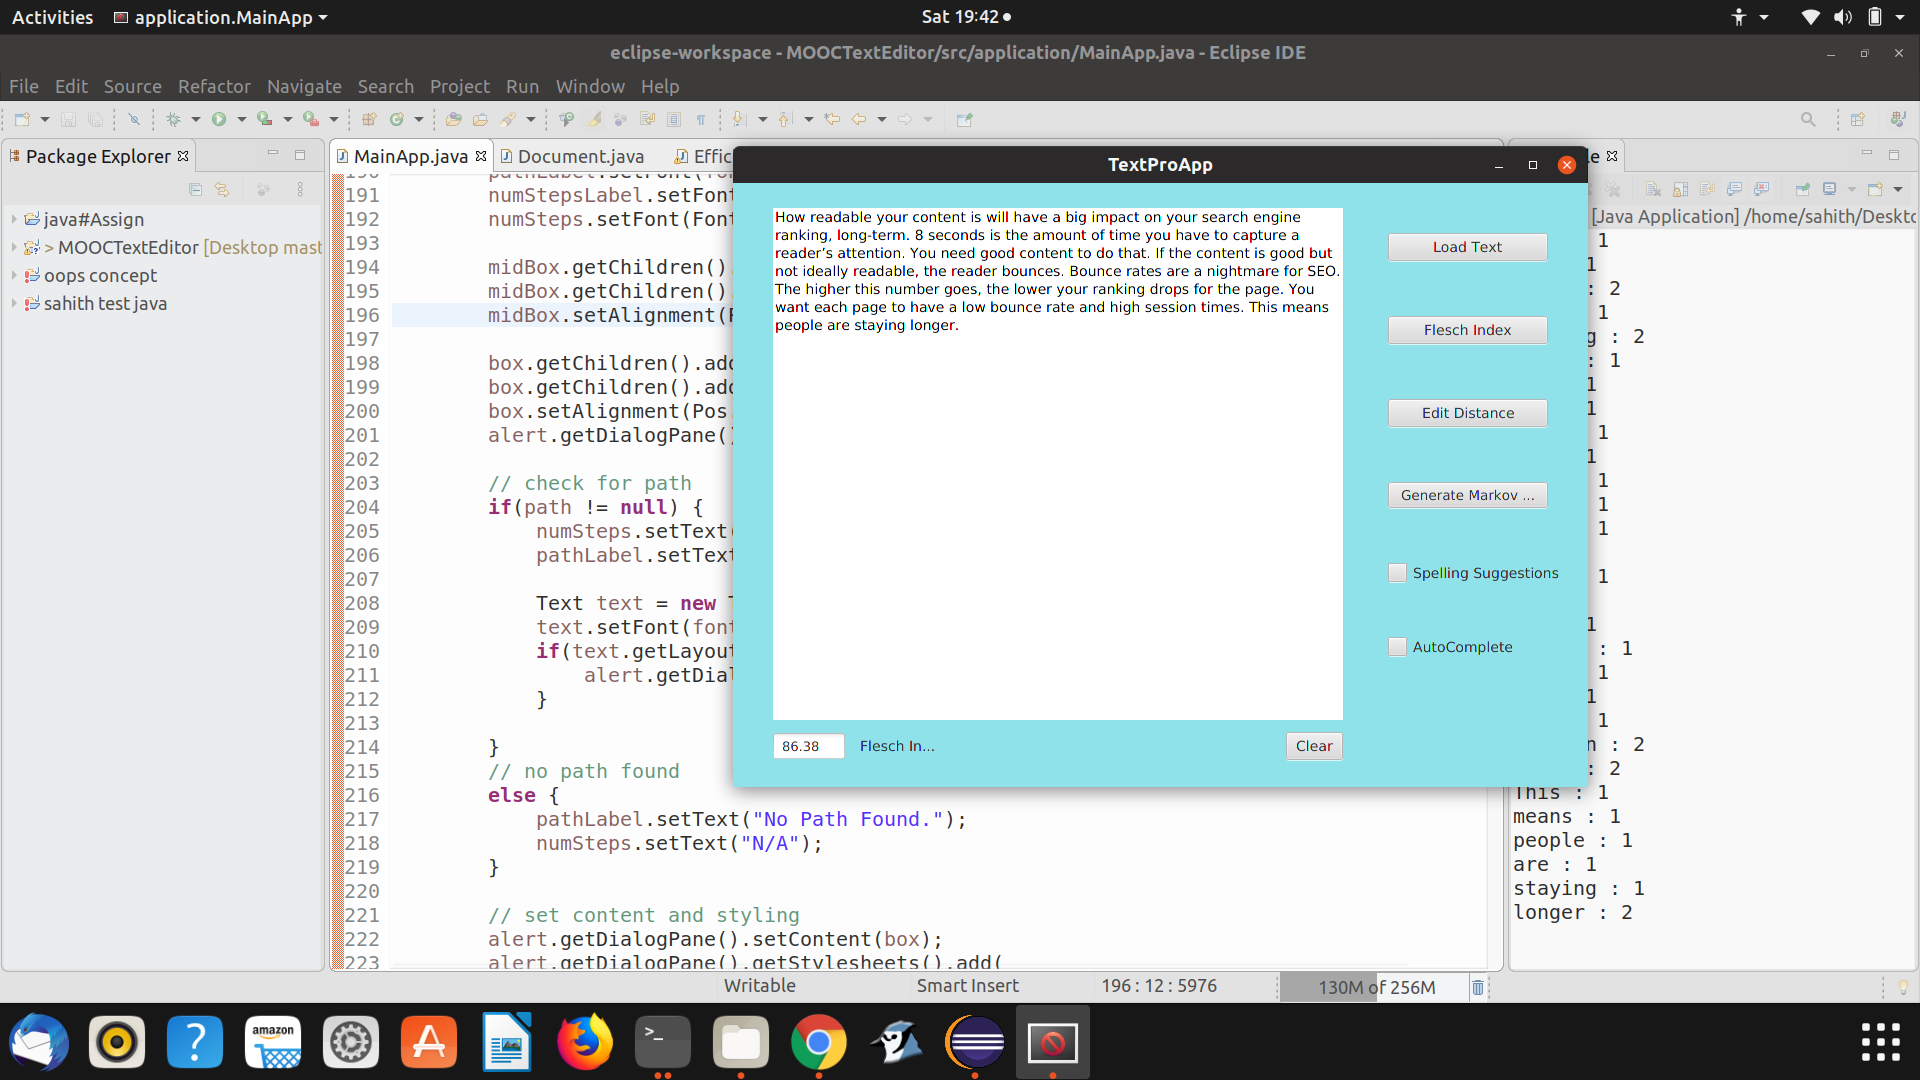 Activities
application.MainApp
Sat 19:42
eclipse-workspace - MOOCTextEditor/src/application/MainApp.java - Eclipse IDE
File Edit Source Refactor Navigate Search Project Run Window Help
Package Explorer
java#Assign
> MOOCTextEditor [Desktop mast
oops concept
sahith test java
MainApp.java
Document.java
Effic
191 numStepsLabel.setFont
192 numSteps.setFont(Fon
193
194 midBox.getChildren().
195 midBox.getChildren().
196 midBox.setAlignment(
197
198 box.getChildren().add
199 box.getChildren().add
200 box.setAlignment(Pos
201 alert.getDialogPane()
202
203 // check for path
204 if(path != null) {
205 numSteps.setText
206 pathLabel.setText
207
208 Text text = new
209 text.setFont(font
210 if(text.getLayout
211 alert.getDial
212 }
213
214 }
215 // no path found
216 else {
217 pathLabel.setText("No Path Found.");
218 numSteps.setText("N/A");
219 }
220
221 // set content and styling
222 alert.getDialogPane().setContent(box);
223 alert.getDialogPane().getStylesheets().add(
TextProApp
How readable your content is will have a big impact on your search engine
ranking, long-term. 8 seconds is the amount of time you have to capture a
reader’s attention. You need good content to do that. If the content is good but
not ideally readable, the reader bounces. Bounce rates are a nightmare for SEO.
The higher this number goes, the lower your ranking drops for the page. You
want each page to have a low bounce rate and high session times. This means
people are staying longer.
Load Text
Flesch Index
Edit Distance
Generate Markov ...
Spelling Suggestions
AutoComplete
86.38
Flesch In...
Clear
le
[Java Application] /home/sahith/Deskto
1
1
: 2
1
g : 2
: 1
1
1
1
1
1
1
1
1
1
: 1
1
1
1
n : 2
: 2
This : 1
means : 1
people : 1
are : 1
staying : 1
longer : 2
Writable
Smart Insert
196 : 12 : 5976
130M of 256M
amazon